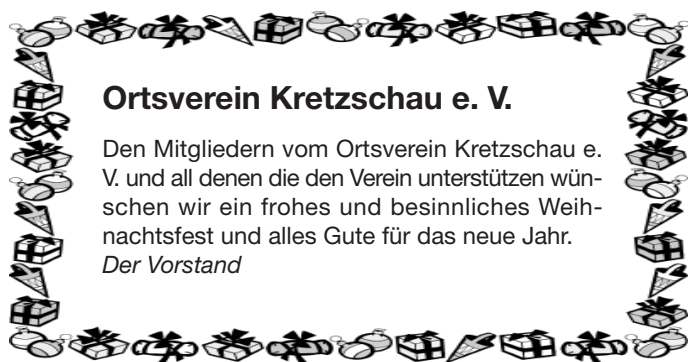 Ortsverein Kretzschau e. V.
Den Mitgliedern vom Ortsverein Kretzschau e.
V. und all denen die den Verein unterstützen wün-
schen wir ein frohes und besinnliches Weih-
nachtsfest und alles Gute für das neue Jahr.
Der Vorstand